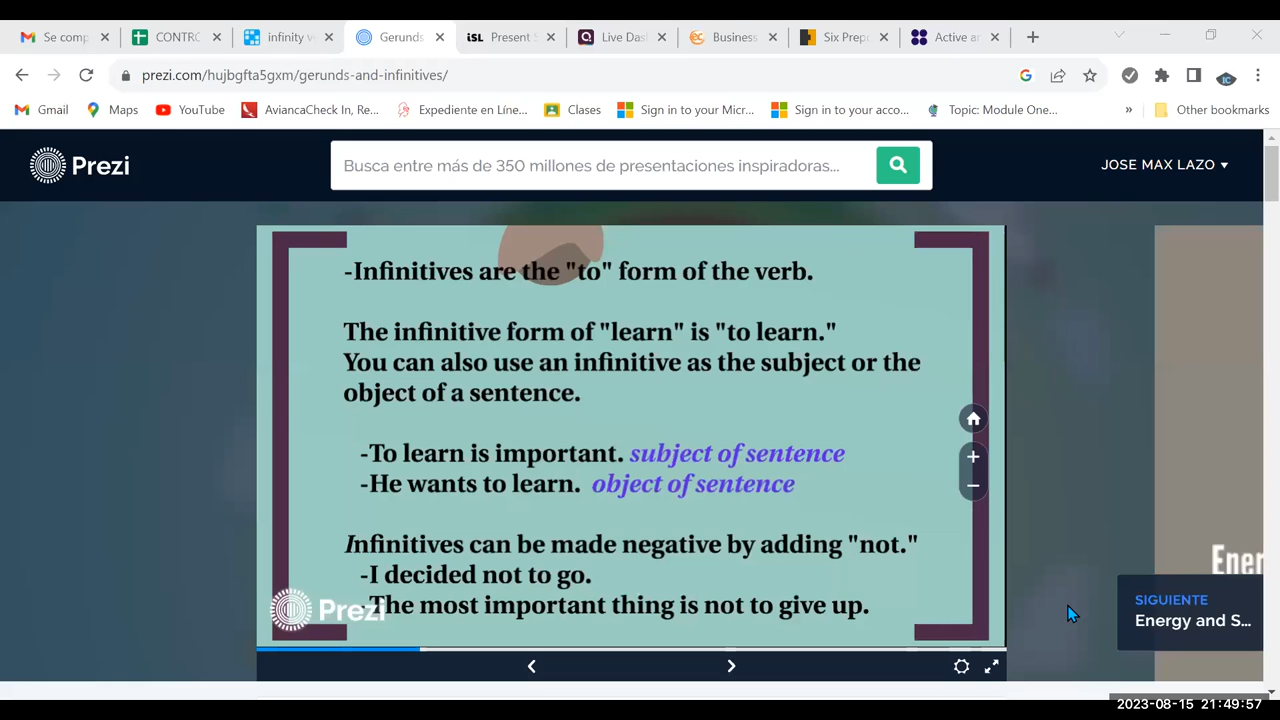 Se comp
CONTRO
infinity ve
Gerunds
iSL Present S
Live Das
Business
Six Prepr
Active an
prezi.com/hujbgfta5gxm/gerunds-and-infinitives/
Gmail
Maps
YouTube
AviancaCheck In, Re...
Expediente en Líne...
Clases
Sign in to your Micr...
Sign in to your acco...
Topic: Module One...
»
Other bookmarks
Prezi
Busca entre más de 350 millones de presentaciones inspiradoras...
JOSE MAX LAZO
-Infinitives are the "to" form of the verb.
The infinitive form of "learn" is "to learn."
You can also use an infinitive as the subject or the
object of a sentence.
-To learn is important. subject of sentence
-He wants to learn. object of sentence
Infinitives can be made negative by adding "not."
-I decided not to go.
-The most important thing is not to give up.
Prezi
Ener
SIGUIENTE
Energy and S...
2023-08-15 21:49:57